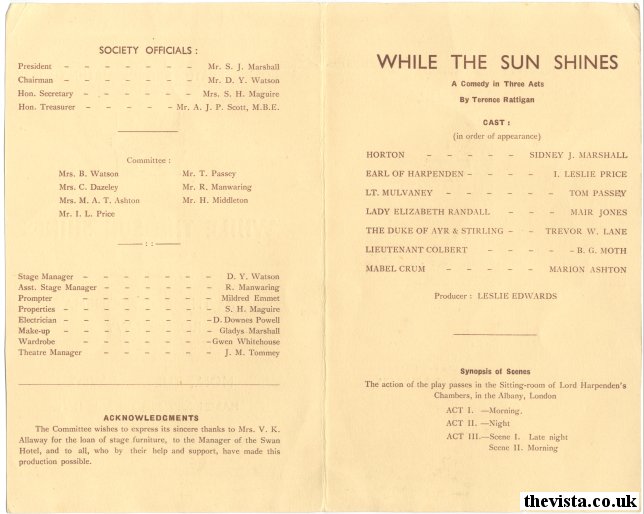 SOCIETY OFFICIALS :
President – – – – – – – Mr. S. J. Marshall
Chairman – – – – – – – Mr. D. Y. Watson
Hon. Secretary – – – – – – Mrs. S. H. Maguire
Hon. Treasurer – – – – – Mr. A. J. P. Scott, M.B.E.
Committee :
Mrs. B. Watson Mr. T. Passey
Mrs. C. Dazeley Mr. R. Manwaring
Mrs. M. A. T. Ashton Mr. H. Middleton
Mr. I. L. Price
Stage Manager – – – – – – – D. Y. Watson
Asst. Stage Manager – – – – – – R. Manwaring
Prompter – – – – – – – Mildred Emmet
Properties – – – – – – – S. H. Maguire
Electrician – – – – – – – D. Downes Powell
Make-up – – – – – – – Gladys Marshall
Wardrobe – – – – – – – Gwen Whitehouse
Theatre Manager – – – – – – J. M. Tommey
ACKNOWLEDGMENTS
The Committee wishes to express its sincere thanks to Mrs. V. K.
Allaway for the loan of stage furniture, to the Manager of the Swan
Hotel, and to all, who by their help and support, have made this
production possible.
WHILE THE SUN SHINES
A Comedy in Three Acts
By Terence Rattigan
CAST :
(in order of appearance)
HORTON – – – – – SIDNEY J. MARSHALL
EARL OF HARPENDEN – – – – I. LESLIE PRICE
LT. MULVANEY – – – – – – TOM PASSEY
LADY ELIZABETH RANDALL – – – MAIR JONES
THE DUKE OF AYR & STIRLING – – TREVOR W. LANE
LIEUTENANT COLBERT – – – – B. G. MOTH
MABEL CRUM – – – – – MARION ASHTON
Producer : LESLIE EDWARDS
Synopsis of Scenes
The action of the play passes in the Sitting-room of Lord Harpenden's
Chambers, in the Albany, London
ACT I. —Morning.
ACT II. —Night
ACT III.—Scene I. Late night
Scene II. Morning
thevista.co.uk